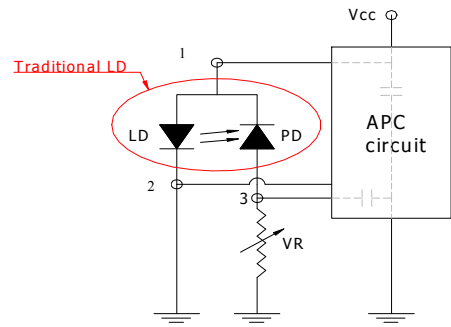 Vcc
1
Traditional LD
LD
PD
APC
circuit
2
3
VR